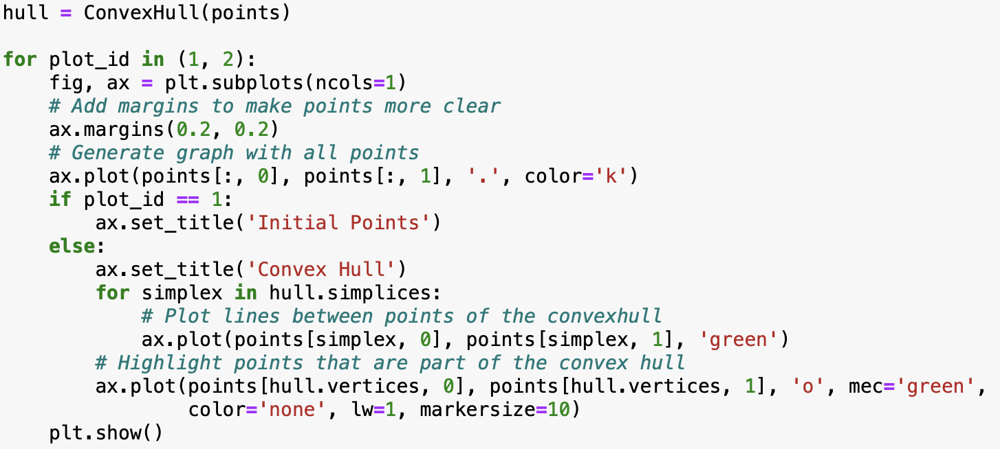 hull = ConvexHull(points)

for plot_id in (1, 2):
    fig, ax = plt.subplots(ncols=1)
    # Add margins to make points more clear
    ax.margins(0.2, 0.2)
    # Generate graph with all points
    ax.plot(points[:, 0], points[:, 1], '.', color='k')
    if plot_id == 1:
        ax.set_title('Initial Points')
    else:
        ax.set_title('Convex Hull')
        for simplex in hull.simplices:
            # Plot lines between points of the convexhull
            ax.plot(points[simplex, 0], points[simplex, 1], 'green')
        # Highlight points that are part of the convex hull
        ax.plot(points[hull.vertices, 0], points[hull.vertices, 1], 'o', mec='green',
                color='none', lw=1, markersize=10)
    plt.show()